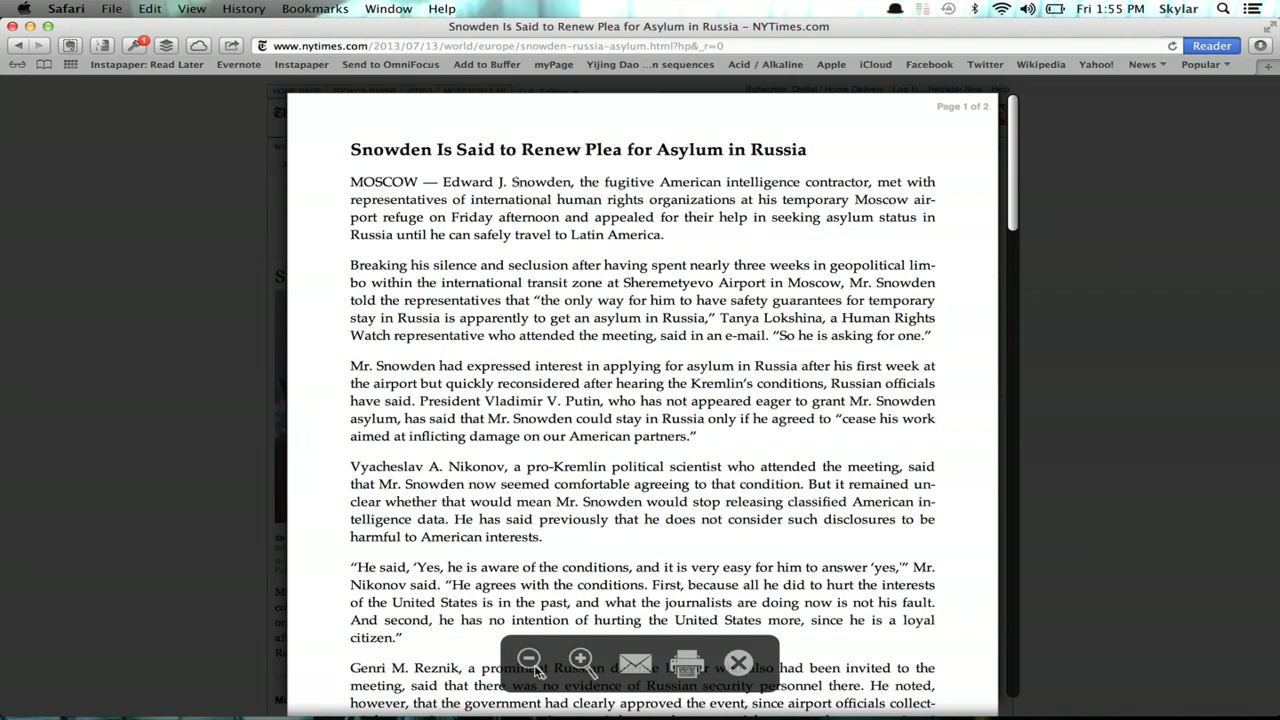 Safari File Edit View History Bookmarks Window Help Fri 1:55 PM Skylar
Snowden Is Said to Renew Plea for Asylum in Russia – NYTimes.com
1 www.nytimes.com/2013/07/13/world/europe/snowden-russia-asylum.html?hp&_r=0 Reader
Instapaper: Read Later Evernote Instapaper Send to OmniFocus Add to Buffer myPage Yijing Dao ...n sequences Acid / Alkaline Apple iCloud Facebook Twitter Wikipedia Yahoo! News Popular
Page 1 of 2
Snowden Is Said to Renew Plea for Asylum in Russia
MOSCOW — Edward J. Snowden, the fugitive American intelligence contractor, met with
representatives of international human rights organizations at his temporary Moscow air-
port refuge on Friday afternoon and appealed for their help in seeking asylum status in
Russia until he can safely travel to Latin America.
Breaking his silence and seclusion after having spent nearly three weeks in geopolitical lim-
bo within the international transit zone at Sheremetyevo Airport in Moscow, Mr. Snowden
told the representatives that “the only way for him to have safety guarantees for temporary
stay in Russia is apparently to get an asylum in Russia,” Tanya Lokshina, a Human Rights
Watch representative who attended the meeting, said in an e-mail. “So he is asking for one.”
Mr. Snowden had expressed interest in applying for asylum in Russia after his first week at
the airport but quickly reconsidered after hearing the Kremlin’s conditions, Russian officials
have said. President Vladimir V. Putin, who has not appeared eager to grant Mr. Snowden
asylum, has said that Mr. Snowden could stay in Russia only if he agreed to “cease his work
aimed at inflicting damage on our American partners.”
Vyacheslav A. Nikonov, a pro-Kremlin political scientist who attended the meeting, said
that Mr. Snowden now seemed comfortable agreeing to that condition. But it remained un-
clear whether that would mean Mr. Snowden would stop releasing classified American in-
telligence data. He has said previously that he does not consider such disclosures to be
harmful to American interests.
“He said, ‘Yes, he is aware of the conditions, and it is very easy for him to answer ‘yes,’” Mr.
Nikonov said. “He agrees with the conditions. First, because all he did to hurt the interests
of the United States is in the past, and what the journalists are doing now is not his fault.
And second, he has no intention of hurting the United States more, since he is a loyal
citizen.”
Genri M. Reznik, a prominent Russian lawyer who also had been invited to the
meeting, said that there was no evidence of Russian security personnel there. He noted,
however, that the government had clearly approved the event, since airport officials collect-